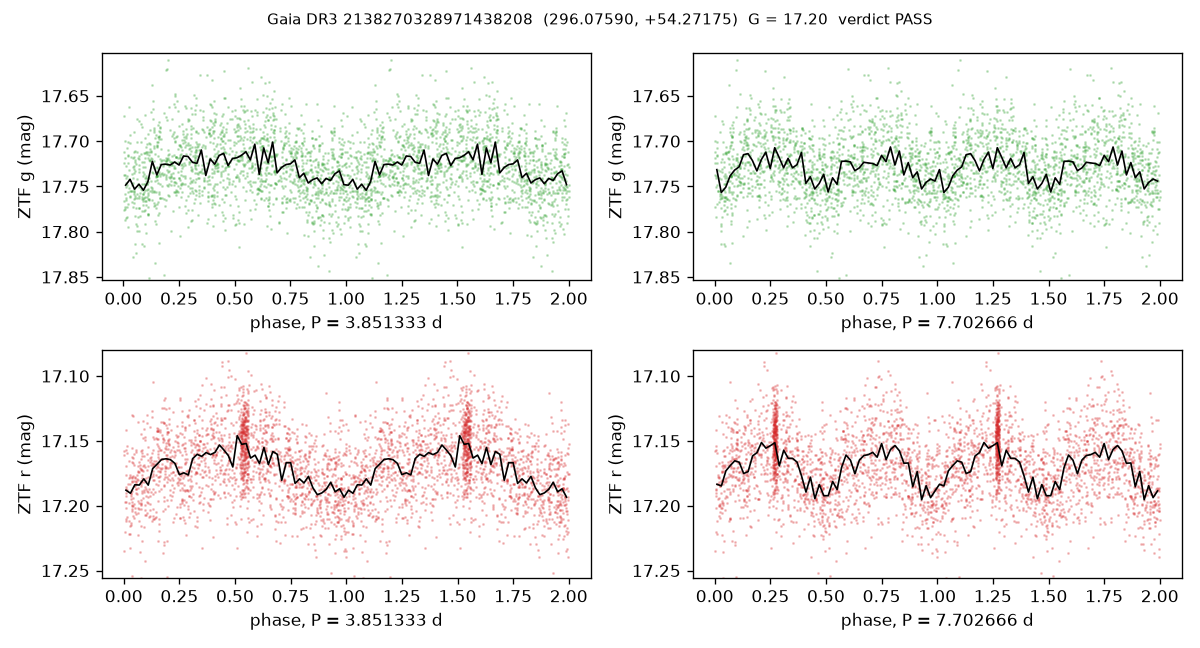 Gaia DR3 2138270328971438208 (296.07590, +54.27175) G = 17.20 verdict PASS
ZTF g (mag)
17.65
17.70
17.75
17.80
17.85
0.00 0.25 0.50 0.75 1.00 1.25 1.50 1.75 2.00
phase, P = 3.851333 d
ZTF g (mag)
17.65
17.70
17.75
17.80
17.85
0.00 0.25 0.50 0.75 1.00 1.25 1.50 1.75 2.00
phase, P = 7.702666 d
ZTF r (mag)
17.10
17.15
17.20
17.25
0.00 0.25 0.50 0.75 1.00 1.25 1.50 1.75 2.00
phase, P = 3.851333 d
ZTF r (mag)
17.10
17.15
17.20
17.25
0.00 0.25 0.50 0.75 1.00 1.25 1.50 1.75 2.00
phase, P = 7.702666 d